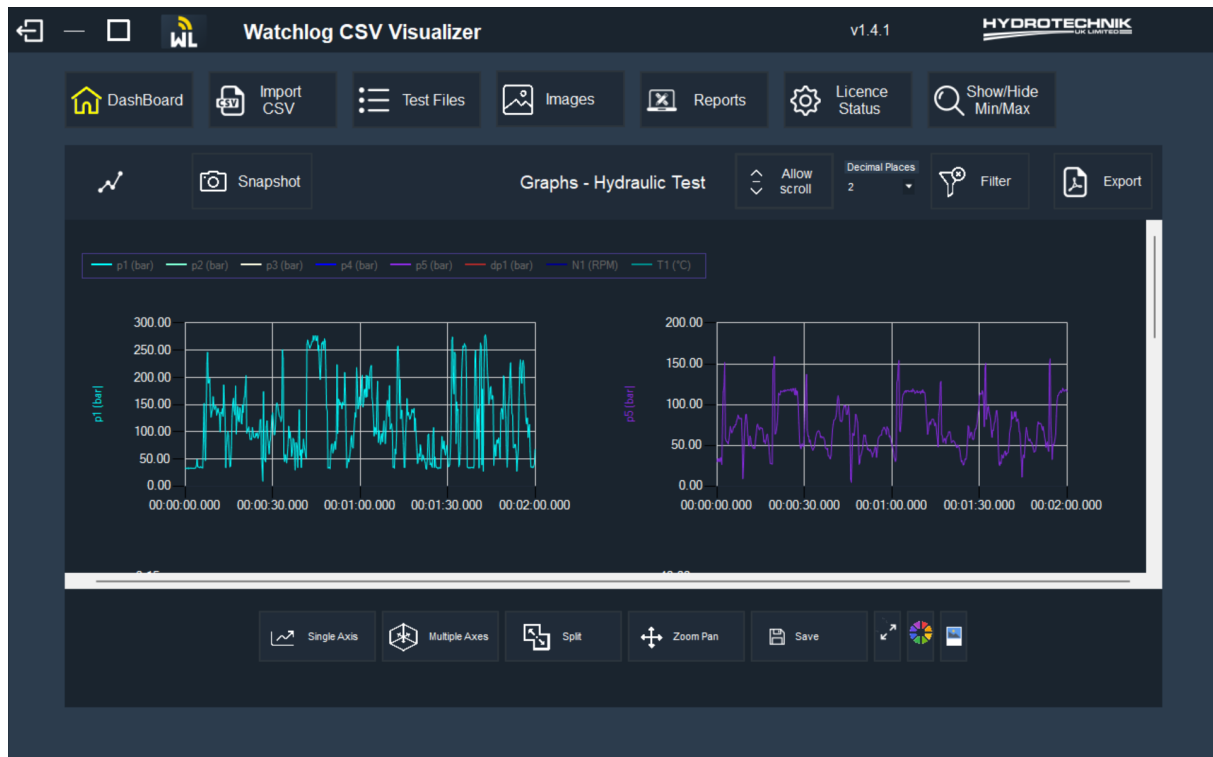 WL
Watchlog CSV Visualizer
v1.4.1
HYDROTECHNIK
UK LIMITED
DashBoard
CSV
Import
CSV
Test Files
Images
Reports
Licence
Status
Show/Hide
Min/Max
Snapshot
Graphs - Hydraulic Test
Allow
scroll
Decimal Places
2
Filter
Export
p1 (bar) p2 (bar) p3 (bar) p4 (bar) p5 (bar) dp1 (bar) N1 (RPM) T1 (°C)
300.00
250.00
200.00
150.00
100.00
50.00
0.00
p1 (bar)
00:00:00.000 00:00:30.000 00:01:00.000 00:01:30.000 00:02:00.000
200.00
150.00
100.00
50.00
0.00
p5 (bar)
00:00:00.000 00:00:30.000 00:01:00.000 00:01:30.000 00:02:00.000
Single Axis
Multiple Axes
Split
Zoom Pan
Save